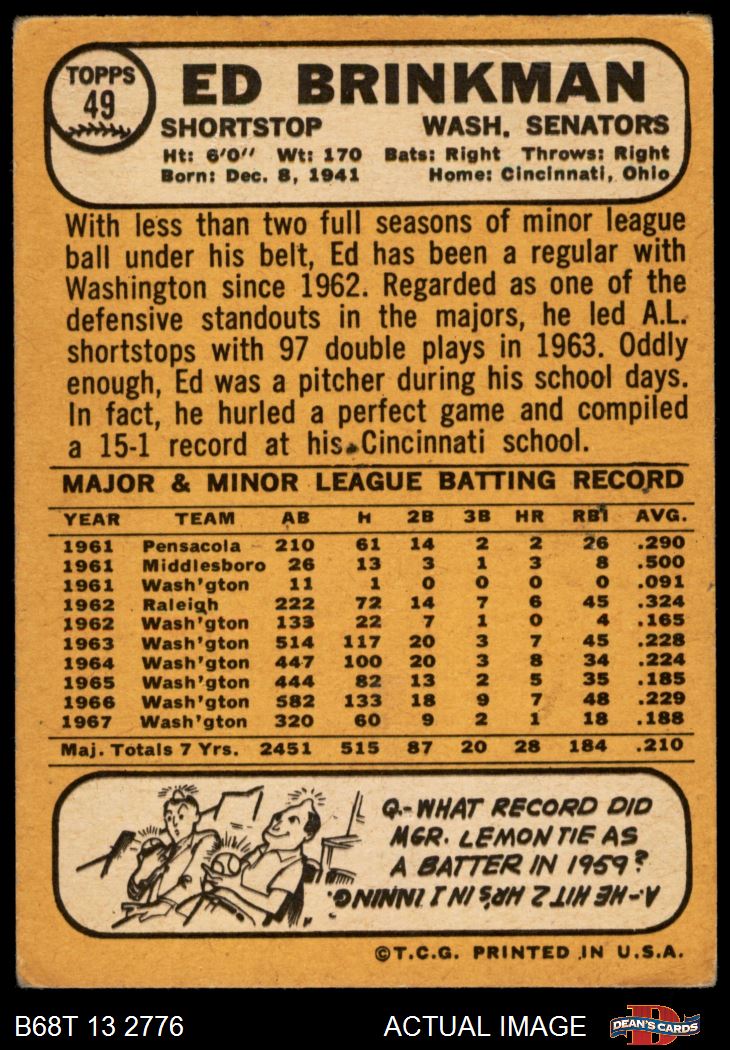 TOPPS
49
ED BRINKMAN
SHORTSTOP WASH. SENATORS
Ht: 6'0" Wt: 170 Bats: Right Throws: Right
Born: Dec. 8, 1941 Home: Cincinnati, Ohio
With less than two full seasons of minor league
ball under his belt, Ed has been a regular with
Washington since 1962. Regarded as one of the
defensive standouts in the majors, he led A.L.
shortstops with 97 double plays in 1963. Oddly
enough, Ed was a pitcher during his school days.
In fact, he hurled a perfect game and compiled
a 15-1 record at his Cincinnati school.
MAJOR & MINOR LEAGUE BATTING RECORD
YEAR TEAM AB H 2B 3B HR RBI AVG.
1961 Pensacola 210 61 14 2 2 26 .290
1961 Middlesboro 26 13 3 1 3 8 .500
1961 Wash'gton 11 1 0 0 0 0 .091
1962 Raleigh 222 72 14 7 6 45 .324
1962 Wash'gton 133 22 7 1 0 4 .165
1963 Wash'gton 514 117 20 3 7 45 .228
1964 Wash'gton 447 100 20 3 8 34 .224
1965 Wash'gton 444 82 13 2 5 35 .185
1966 Wash'gton 582 133 18 9 7 48 .229
1967 Wash'gton 320 60 9 2 1 18 .188
Maj. Totals 7 Yrs. 2451 515 87 20 28 184 .210
Q.-WHAT RECORD DID
MGR. LEMON TIE AS
A BATTER IN 1959?
A.-HE HIT 2 HR'S IN 1 INNING.
©T.C.G. PRINTED IN U.S.A.
B68T 13 2776 ACTUAL IMAGE D DEAN'S CARDS